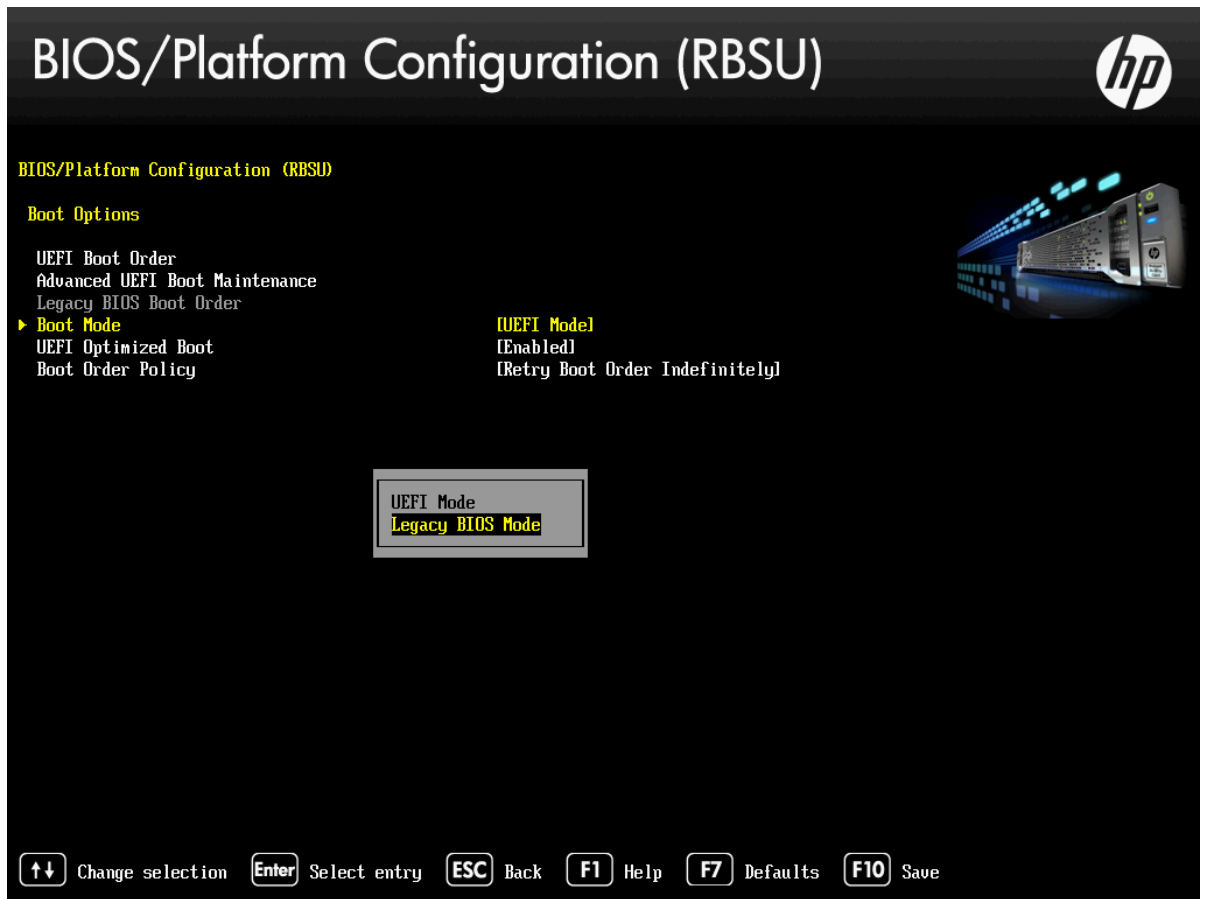 BIOS/Platform Configuration (RBSU)
hp
BIOS/Platform Configuration (RBSU)
Boot Options
UEFI Boot Order
Advanced UEFI Boot Maintenance
Legacy BIOS Boot Order
Boot Mode [UEFI Mode]
UEFI Optimized Boot [Enabled]
Boot Order Policy [Retry Boot Order Indefinitely]
UEFI Mode
Legacy BIOS Mode
Change selection Enter Select entry ESC Back F1 Help F7 Defaults F10 Save